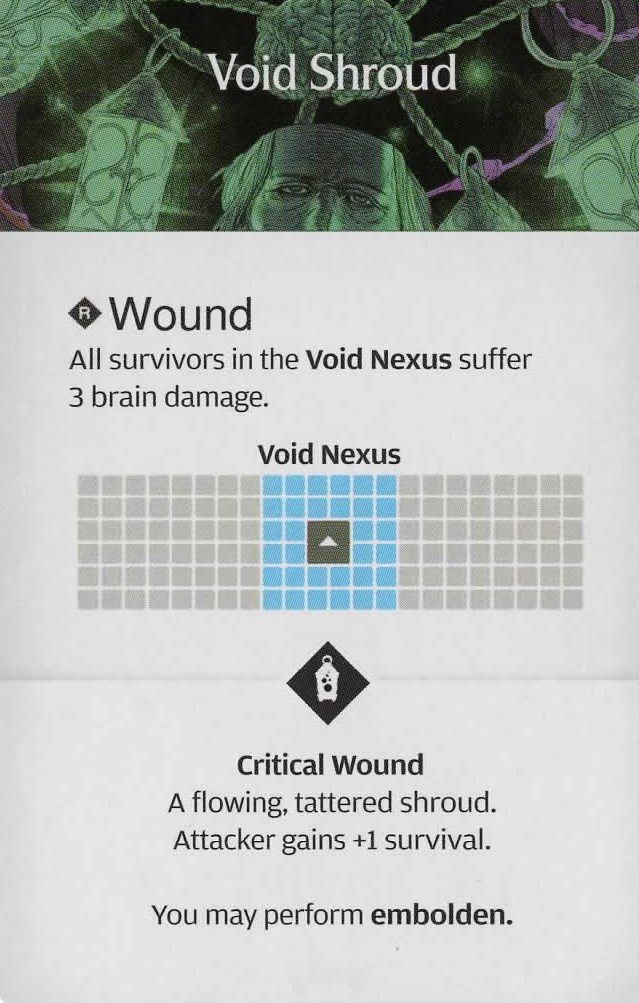 Void Shroud
R Wound
All survivors in the Void Nexus suffer
3 brain damage.
Void Nexus
Critical Wound
A flowing, tattered shroud.
Attacker gains +1 survival.
You may perform embolden.